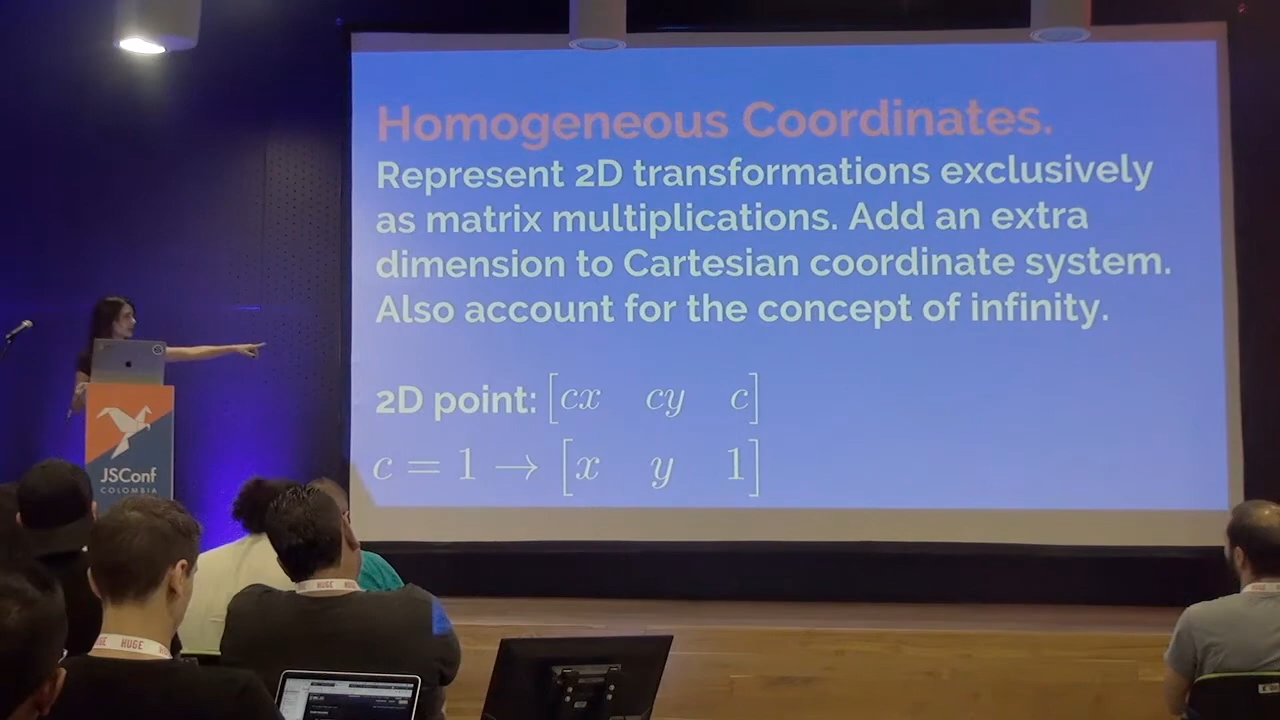 Homogeneous Coordinates.
Represent 2D transformations exclusively
as matrix multiplications. Add an extra
dimension to Cartesian coordinate system.
Also account for the concept of infinity.
2D point: [cx cy c]
c = 1 → [x y 1]
JSConf
COLOMBIA
HUGE
HUGE